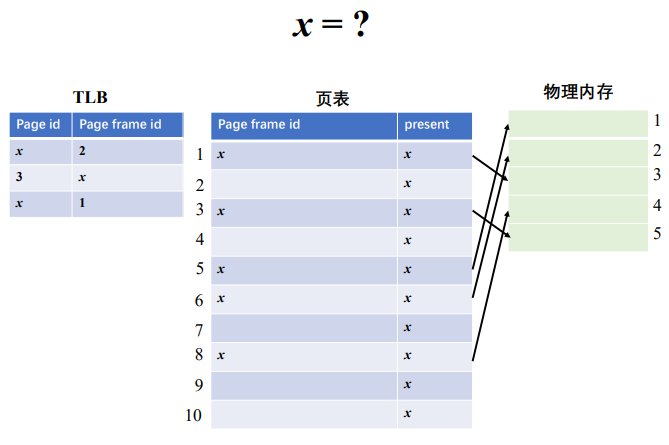 x = ?
TLB
页表
物理内存
Page id Page frame id
x 2
3 x
x 1
Page frame id present
1 x x
2 x
3 x x
4 x
5 x x
6 x x
7 x
8 x x
9 x
10 x
1
2
3
4
5